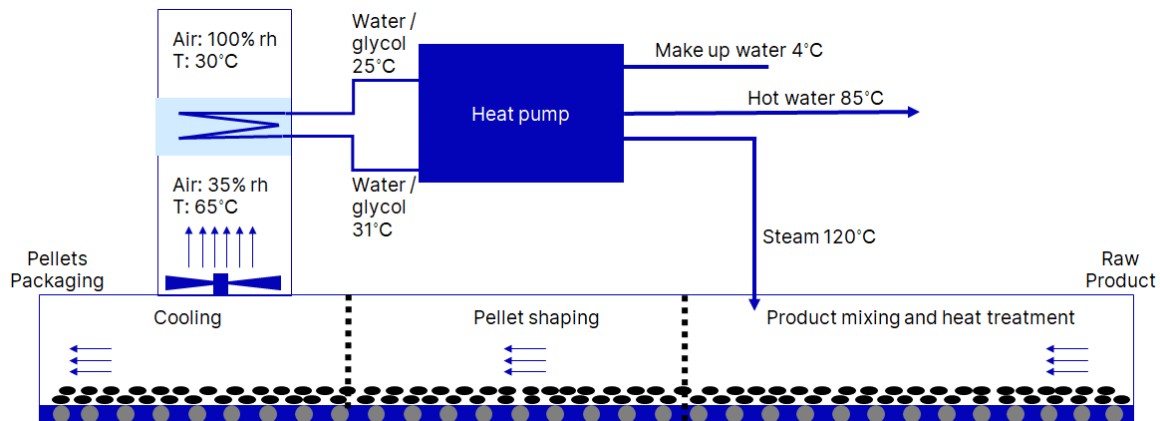 Air: 100% rh
T: 30°C
Water /
glycol
25°C
Heat pump
Make up water 4°C
Hot water 85°C
Air: 35% rh
T: 65°C
Water /
glycol
31°C
Steam 120°C
Pellets
Packaging
Raw
Product
Cooling
Pellet shaping
Product mixing and heat treatment